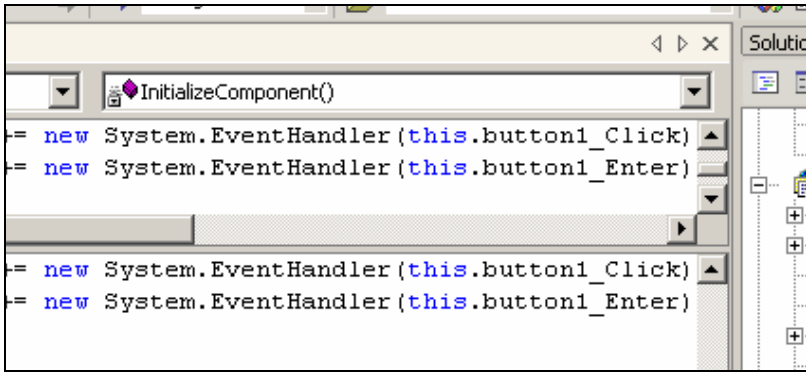 Solutio
InitializeComponent()
+= new System.EventHandler(this.button1_Click)
+= new System.EventHandler(this.button1_Enter)
+= new System.EventHandler(this.button1_Click)
+= new System.EventHandler(this.button1_Enter)